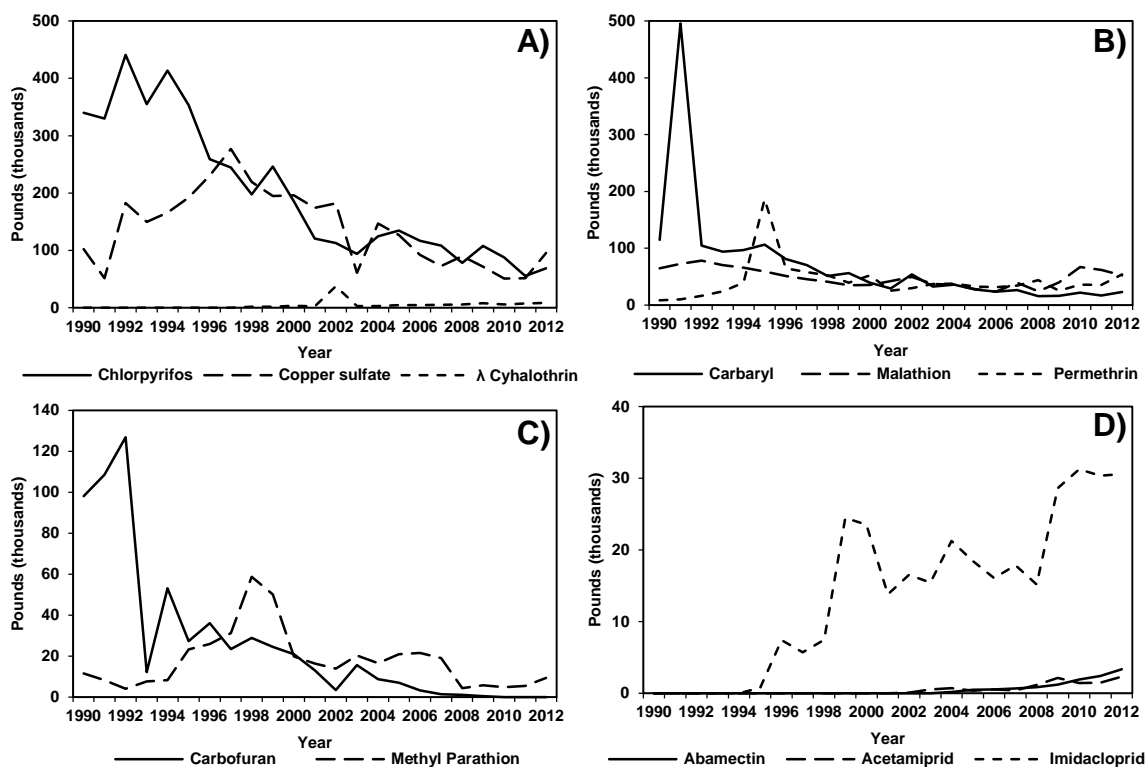 A)
Pounds (thousands)
500
400
300
200
100
0
1990 1992 1994 1996 1998 2000 2002 2004 2006 2008 2010 2012
Year
Chlorpyrifos Copper sulfate λ Cyhalothrin
B)
Pounds (thousands)
500
400
300
200
100
0
1990 1992 1994 1996 1998 2000 2002 2004 2006 2008 2010 2012
Year
Carbaryl Malathion Permethrin
C)
Pounds (thousands)
140
120
100
80
60
40
20
0
1990 1992 1994 1996 1998 2000 2002 2004 2006 2008 2010 2012
Year
Carbofuran Methyl Parathion
D)
Pounds (thousands)
40
30
20
10
0
1990 1992 1994 1996 1998 2000 2002 2004 2006 2008 2010 2012
Year
Abamectin Acetamiprid Imidacloprid